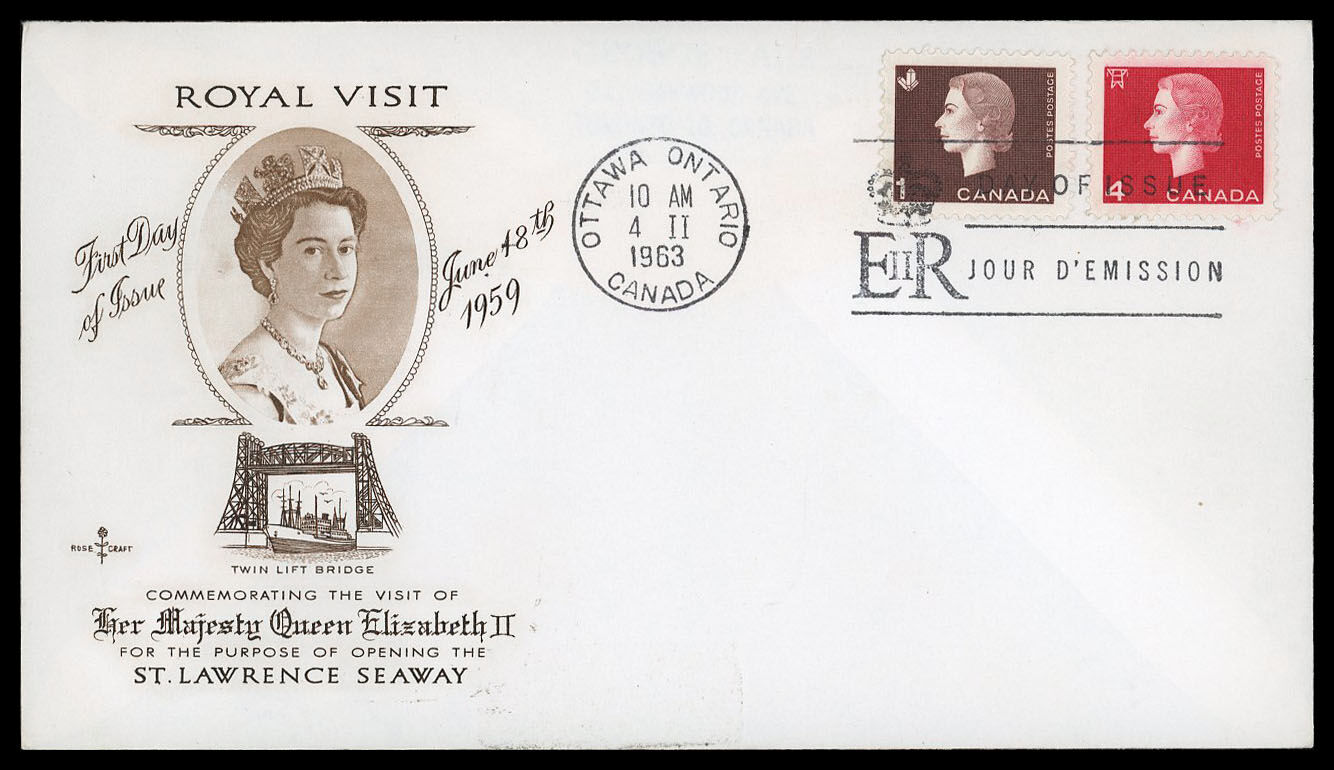 ROYAL VISIT
First Day
of Issue
June 18th
1959
ROSE CRAFT
TWIN LIFT BRIDGE
COMMEMORATING THE VISIT OF
Her Majesty Queen Elizabeth II
FOR THE PURPOSE OF OPENING THE
ST. LAWRENCE SEAWAY
OTTAWA ONTARIO
10 AM
4 II
1963
CANADA
POSTES POSTAGE
1 CANADA
POSTES POSTAGE
4 CANADA
DAY OF ISSUE
EIIR JOUR D'EMISSION